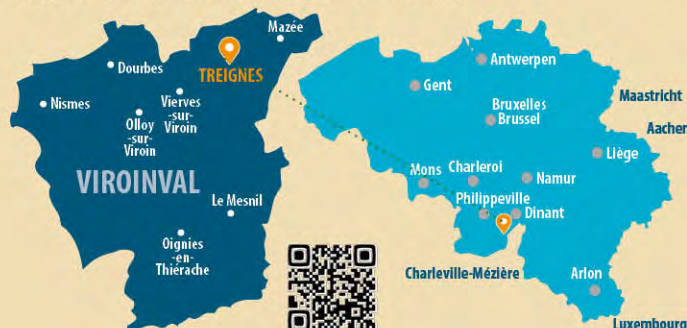 Mazée
Dourbes
TREIGNES
Nismes
Vierves
-sur-
Viroin
Olloy
-sur-
Viroin
VIROINVAL
Le Mesnil
Oignies
-en-
Thiérache
Antwerpen
Gent
Maastricht
Bruxelles
Brussel
Aachen
Liège
Mons
Charleroi
Namur
Philippeville
Dinant
Charleville-Mézière
Arlon
Luxembourg